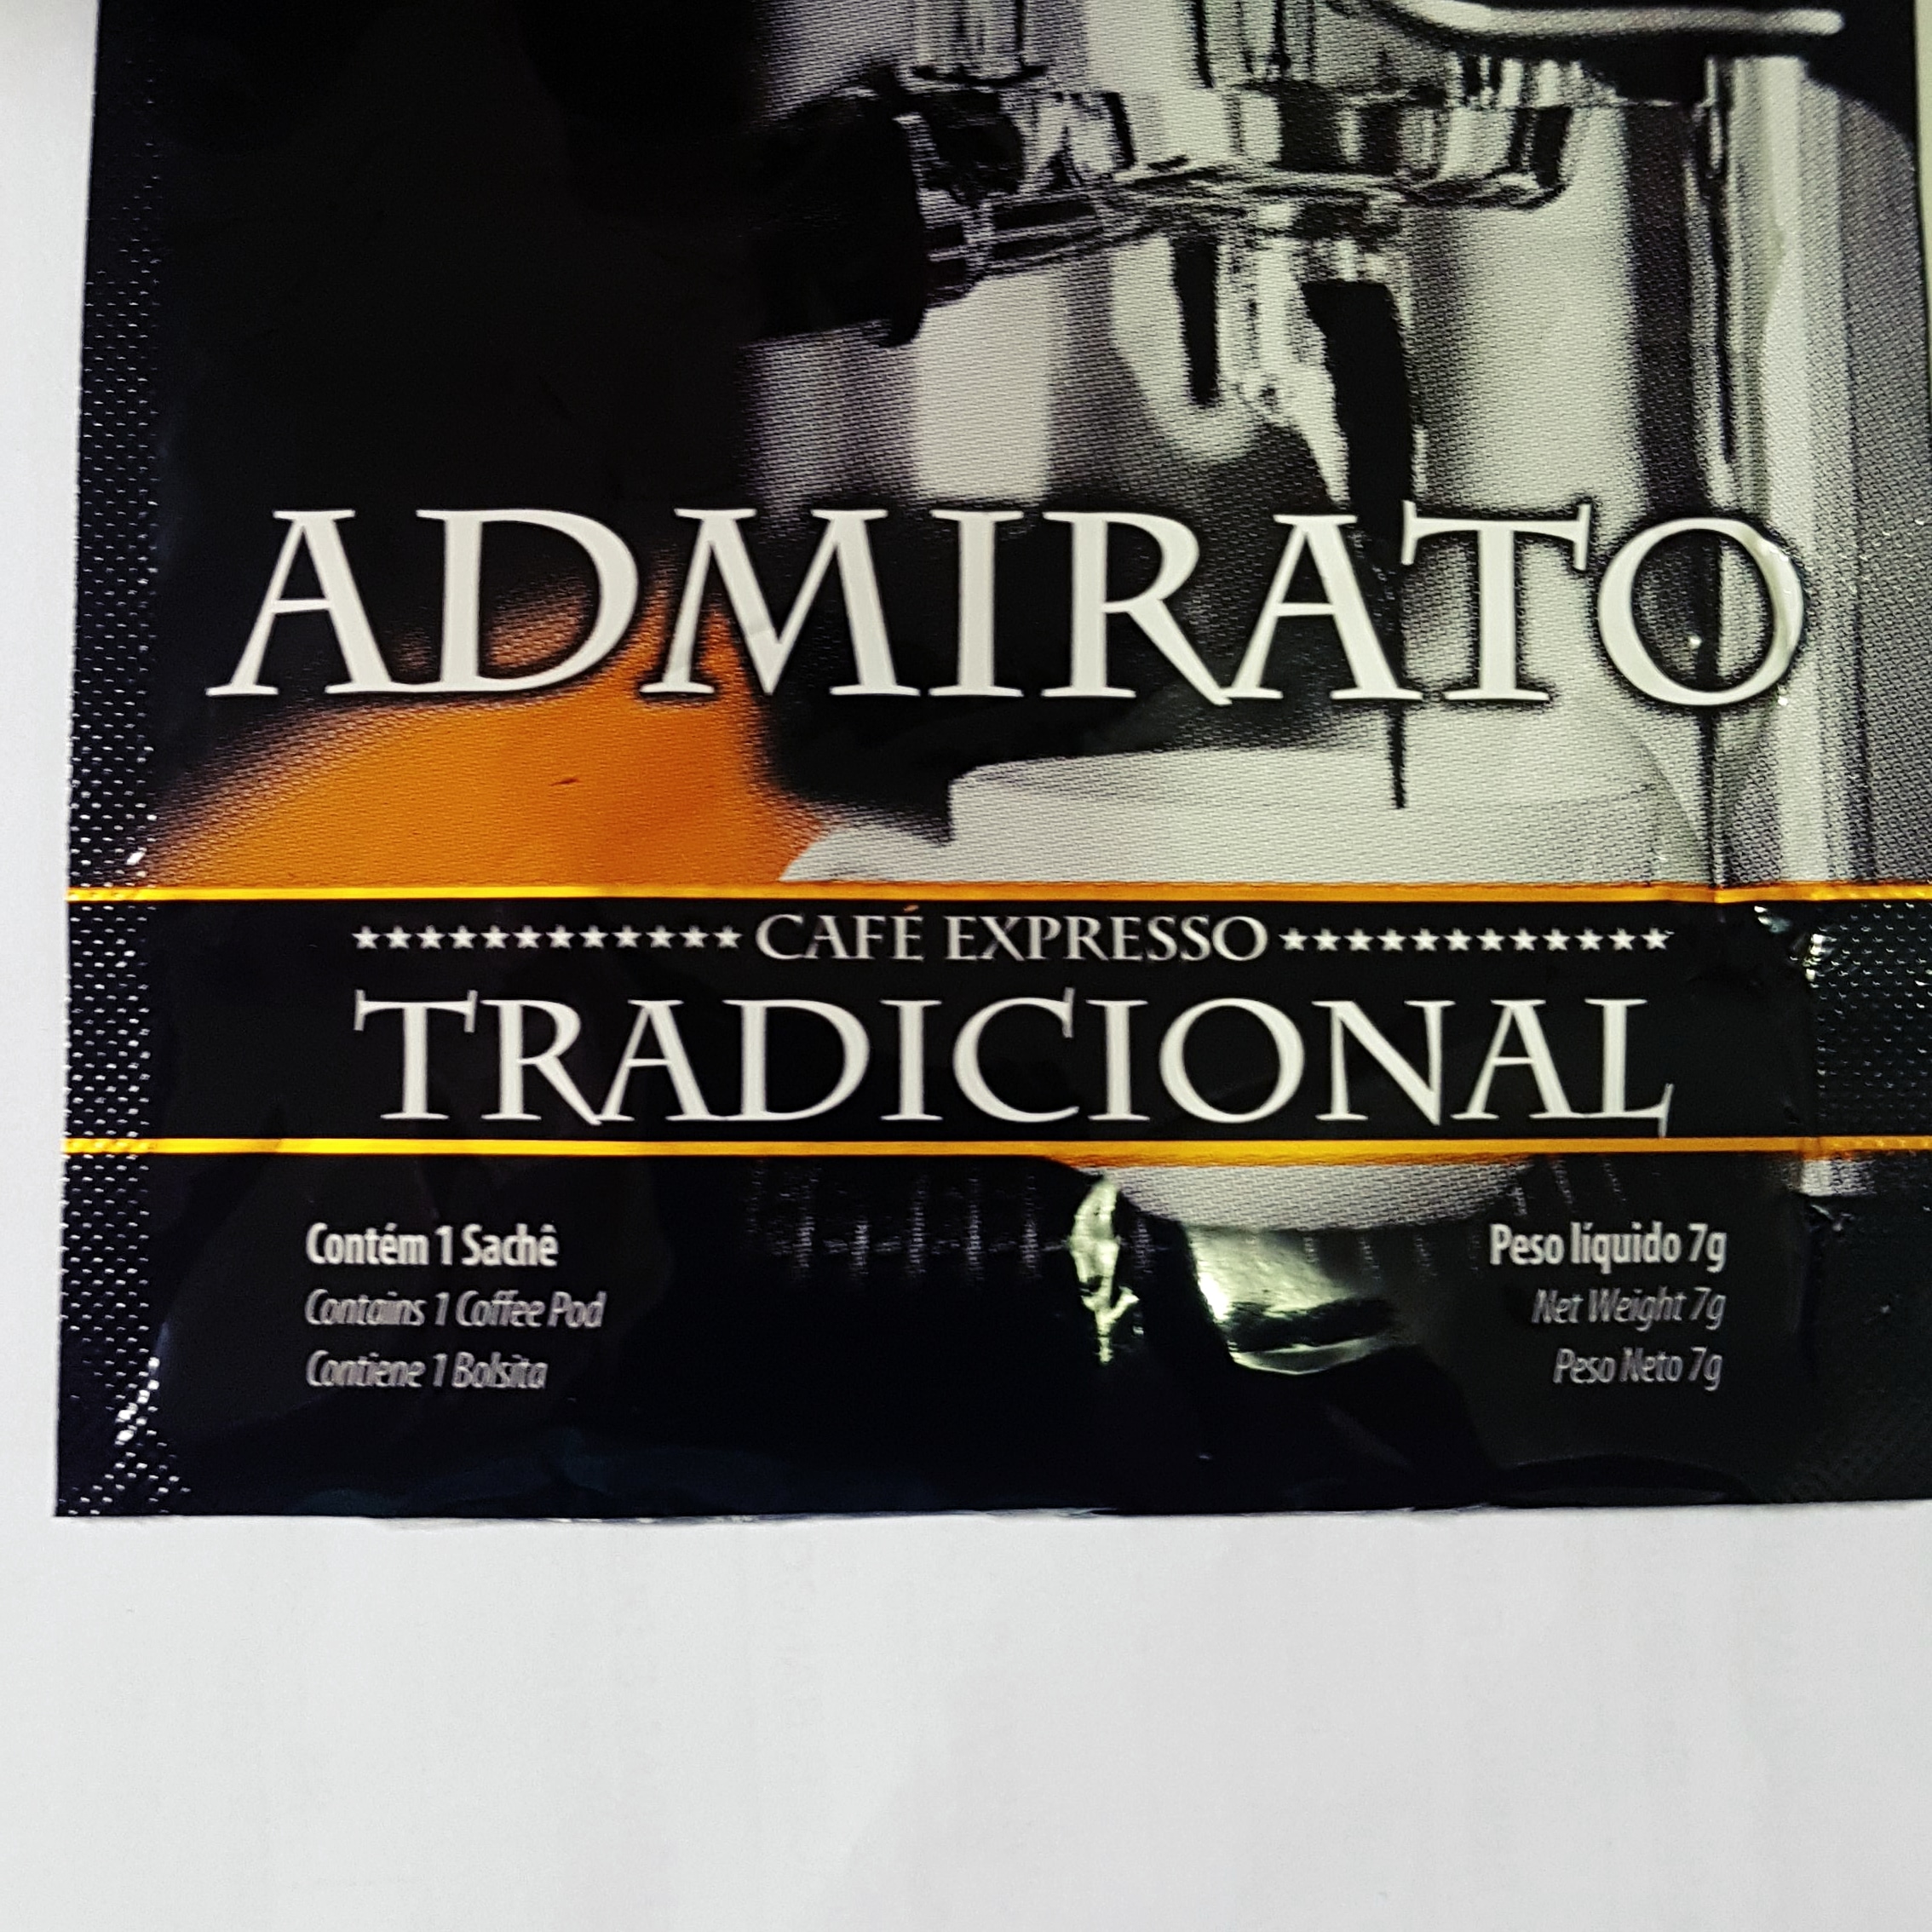 ADMIRATO
************ CAFÉ EXPRESSO ************
TRADICIONAL
Contém 1 Sachê
Contains 1 Coffee Pod
Contiene 1 Bolsita
Peso líquido 7g
Net Weight 7g
Peso Neto 7g